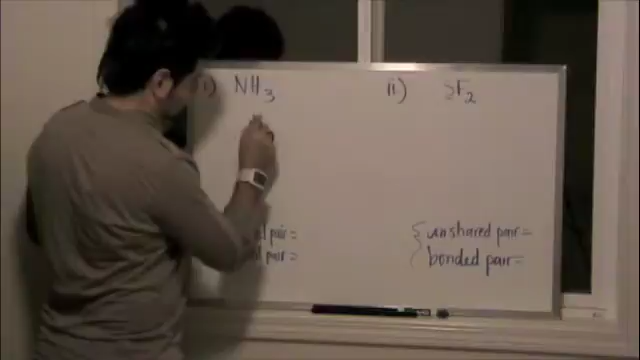 i) NH3
ii) SF2
pair =
pair =
unshared pair =
bonded pair =